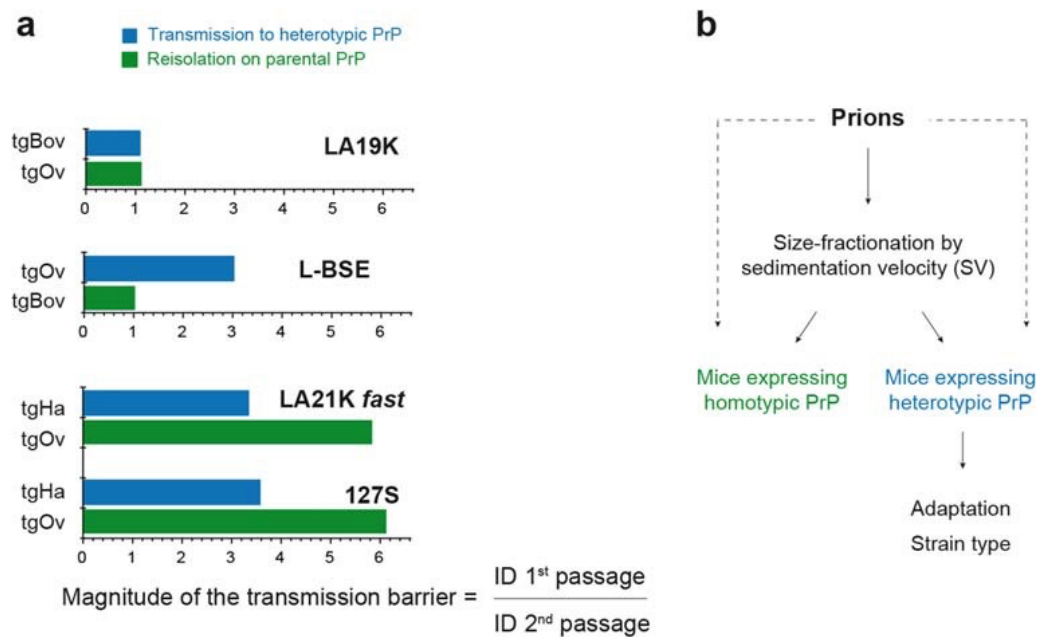 a
Transmission to heterotypic PrP
Reisolation on parental PrP
tgBov
tgOv
LA19K
0 1 2 3 4 5 6
tgOv
tgBov
L-BSE
0 1 2 3 4 5 6
tgHa
tgOv
LA21K fast
tgHa
tgOv
127S
0 1 2 3 4 5 6
Magnitude of the transmission barrier =
ID 1st passage
ID 2nd passage
b
Prions
Size-fractionation by
sedimentation velocity (SV)
Mice expressing
homotypic PrP
Mice expressing
heterotypic PrP
Adaptation
Strain type